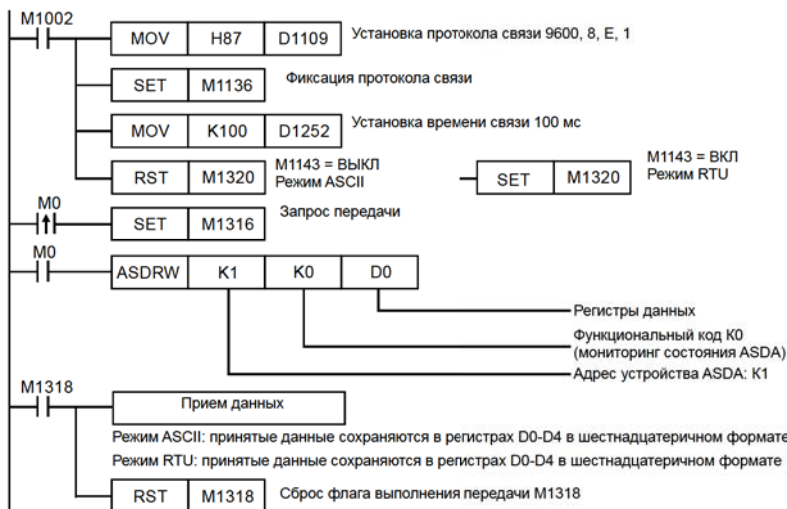 M1002
MOV H87 D1109 Установка протокола связи 9600, 8, E, 1
SET M1136 Фиксация протокола связи
MOV K100 D1252 Установка времени связи 100 мс
RST M1320 M1143 = ВЫКЛ
Режим ASCII
SET M1320 M1143 = ВКЛ
Режим RTU
M0
SET M1316 Запрос передачи
M0
ASDRW K1 K0 D0
Регистры данных
Функциональный код K0
(мониторинг состояния ASDA)
Адрес устройства ASDA: K1
M1318
Прием данных
Режим ASCII: принятые данные сохраняются в регистрах D0-D4 в шестнадцатеричном формате
Режим RTU: принятые данные сохраняются в регистрах D0-D4 в шестнадцатеричном формате
RST M1318 Сброс флага выполнения передачи M1318